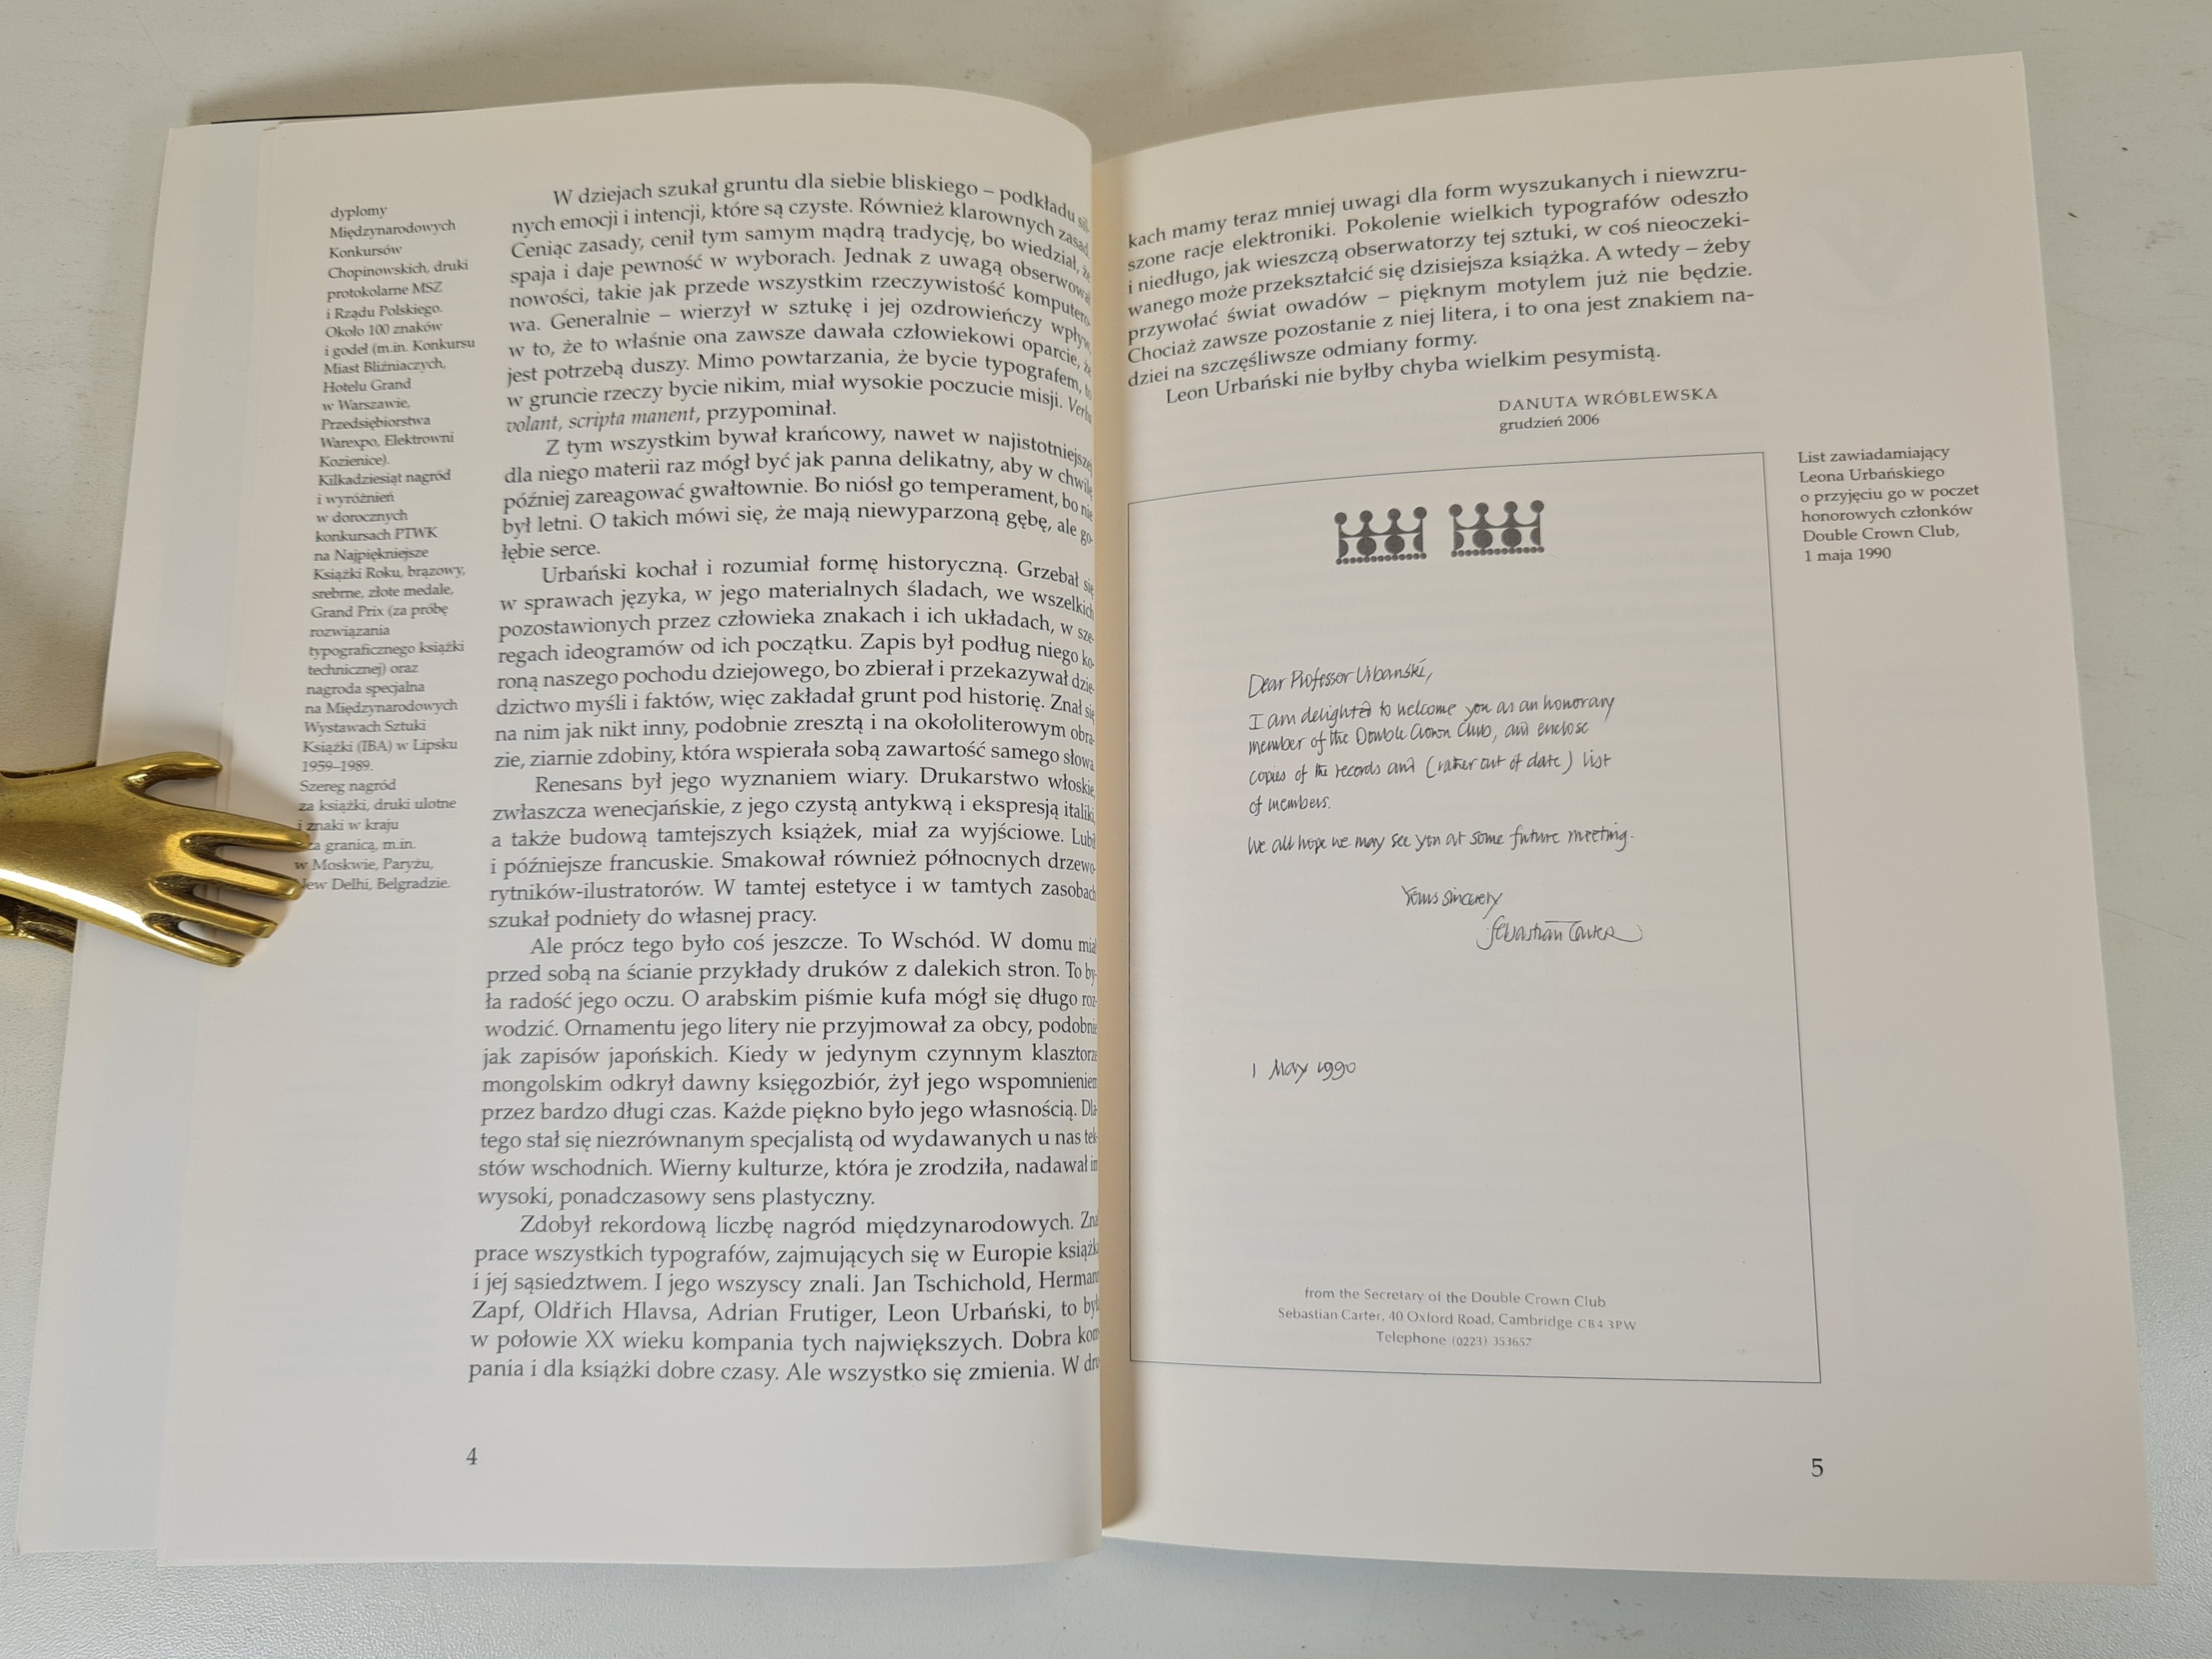 dyplomy
Międzynarodowych
Konkursów
Chopinowskich, druki
protokolarne MSZ
i Rządu Polskiego.
Około 100 znaków
i godeł (m.in. Konkursu
Miast Bliźniaczych,
Hotelu Grand
w Warszawie,
Przedsiębiorstwa
Warexpo, Elektrowni
Kozienice).
Kilkadziesiąt nagród
i wyróżnień
w dorocznych
konkursach PTWK
na Najpiękniejsze
Książki Roku, brązowy,
srebrne, złote medale,
Grand Prix (za próbę
rozwiązania
typograficznego książki
technicznej) oraz
nagroda specjalna
na Międzynarodowych
Wystawach Sztuki
Książki (IBA) w Lipsku
1959–1989.
Szereg nagród
za książki, druki ulotne
i znaki w kraju
za granicą, m.in.
w Moskwie, Paryżu,
New Delhi, Belgradzie.
W dziejach szukał gruntu dla siebie bliskiego – podkładu sil-
nych emocji i intencji, które są czyste. Również klarownych zasad.
Ceniąc zasady, cenił tym samym mądrą tradycję, bo wiedział, że
spaja i daje pewność w wyborach. Jednak z uwagą obserwował
nowości, takie jak przede wszystkim rzeczywistość komputero-
wa. Generalnie – wierzył w sztukę i jej ozdrowieńczy wpływ,
w to, że to właśnie ona zawsze dawała człowiekowi oparcie, że
jest potrzebą duszy. Mimo powtarzania, że bycie typografem, to
w gruncie rzeczy bycie nikim, miał wysokie poczucie misji. Verba
volant, scripta manent, przypominał.
Z tym wszystkim bywał krańcowy, nawet w najistotniejszej
dla niego materii raz mógł być jak panna delikatny, aby w chwilę
później zareagować gwałtownie. Bo niósł go temperament, bo nie
był letni. O takich mówi się, że mają niewyparzoną gębę, ale go-
łębie serce.
Urbański kochał i rozumiał formę historyczną. Grzebał się
w sprawach języka, w jego materialnych śladach, we wszelkich
pozostawionych przez człowieka znakach i ich układach, w sze-
regach ideogramów od ich początku. Zapis był podług niego ko-
roną naszego pochodu dziejowego, bo zbierał i przekazywał dzie-
dzictwo myśli i faktów, więc zakładał grunt pod historię. Znał się
na nim jak nikt inny, podobnie zresztą i na okołoliterowym obra-
zie, ziarnie zdobiny, która wspierała sobą zawartość samego słowa
Renesans był jego wyznaniem wiary. Drukarstwo włoskie,
zwłaszcza wenecjańskie, z jego czystą antykwą i ekspresją italiki,
a także budową tamtejszych książek, miał za wyjściowe. Lubił
i późniejsze francuskie. Smakował również północnych drzewo-
rytników-ilustratorów. W tamtej estetyce i w tamtych zasobach
szukał podniety do własnej pracy.
Ale prócz tego było coś jeszcze. To Wschód. W domu miał
przed sobą na ścianie przykłady druków z dalekich stron. To by-
ła radość jego oczu. O arabskim piśmie kufa mógł się długo roz-
wodzić. Ornamentu jego litery nie przyjmował za obcy, podobnie
jak zapisów japońskich. Kiedy w jedynym czynnym klasztorze
mongolskim odkrył dawny księgozbiór, żył jego wspomnieniem
przez bardzo długi czas. Każde piękno było jego własnością. Dla-
tego stał się niezrównanym specjalistą od wydawanych u nas tek-
stów wschodnich. Wierny kulturze, która je zrodziła, nadawał im
wysoki, ponadczasowy sens plastyczny.
Zdobył rekordową liczbę nagród międzynarodowych. Znał
prace wszystkich typografów, zajmujących się w Europie książką
i jej sąsiedztwem. I jego wszyscy znali. Jan Tschichold, Hermann
Zapf, Oldřich Hlavsa, Adrian Frutiger, Leon Urbański, to była
w połowie XX wieku kompania tych największych. Dobra kom-
pania i dla książki dobre czasy. Ale wszystko się zmienia. W dru-
4
kach mamy teraz mniej uwagi dla form wyszukanych i niewzru-
szone racje elektroniki. Pokolenie wielkich typografów odeszło
i niedługo, jak wieszczą obserwatorzy tej sztuki, w coś nieoczeki-
wanego może przekształcić się dzisiejsza książka. A wtedy – żeby
przywołać świat owadów – pięknym motylem już nie będzie.
Chociaż zawsze pozostanie z niej litera, i to ona jest znakiem na-
dziei na szczęśliwsze odmiany formy.
Leon Urbański nie byłby chyba wielkim pesymistą.
DANUTA WRÓBLEWSKA
grudzień 2006
List zawiadamiający
Leona Urbańskiego
o przyjęciu go w poczet
honorowych członków
Double Crown Club,
1 maja 1990
Dear Professor Urbański,
I am delighted to welcome you as an honorary
member of the Double Crown Club, and enclose
copies of the records and (rather out of date) list
of members.
We all hope we may see you at some future meeting.
Yours sincerely
Sebastian Carter
1 May 1990
from the Secretary of the Double Crown Club
Sebastian Carter, 40 Oxford Road, Cambridge CB4 3PW
Telephone (0223) 353657
5